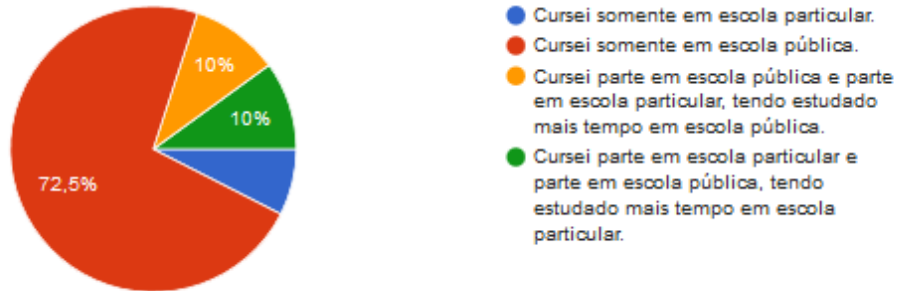 10%
10%
72,5%
Cursei somente em escola particular.
Cursei somente em escola pública.
Cursei parte em escola pública e parte
em escola particular, tendo estudado
mais tempo em escola pública.
Cursei parte em escola particular e
parte em escola pública, tendo
estudado mais tempo em escola
particular.